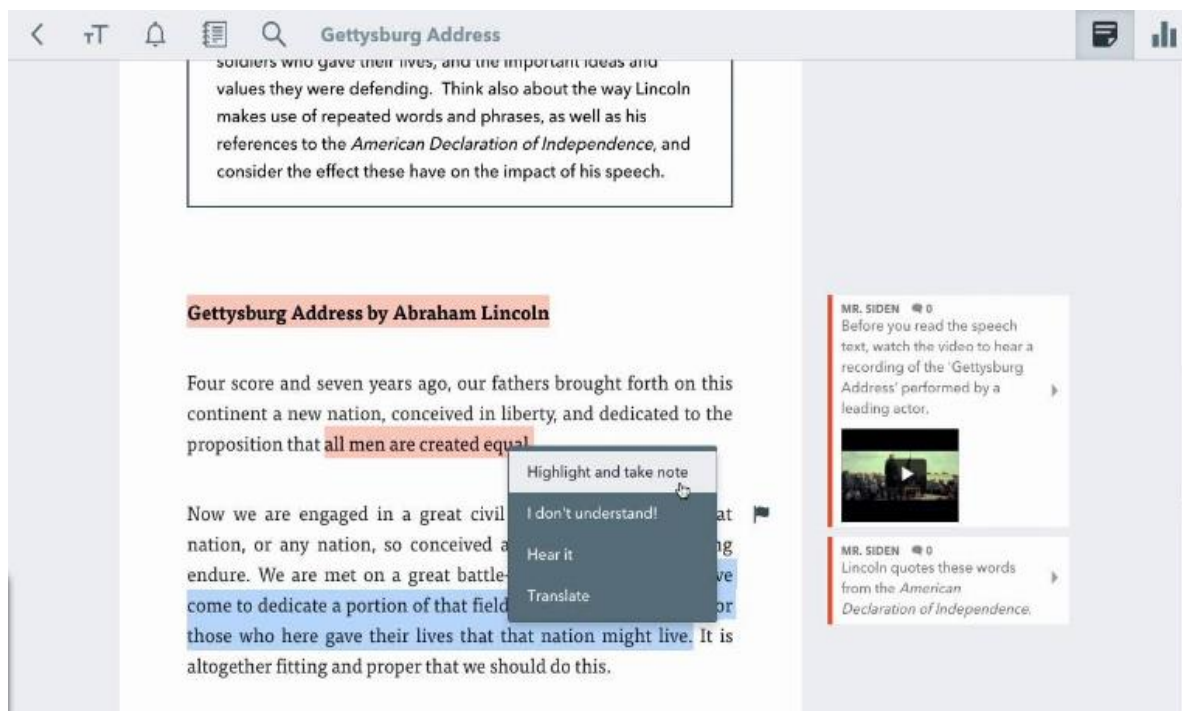 Gettysburg Address
soldiers who gave their lives, and the important ideas and
values they were defending. Think also about the way Lincoln
makes use of repeated words and phrases, as well as his
references to the American Declaration of Independence, and
consider the effect these have on the impact of his speech.
Gettysburg Address by Abraham Lincoln
Four score and seven years ago, our fathers brought forth on this
continent a new nation, conceived in liberty, and dedicated to the
proposition that all men are created equal
Now we are engaged in a great civil at
nation, or any nation, so conceived a ng
endure. We are met on a great battle- ve
come to dedicate a portion of that field or
those who here gave their lives that that nation might live. It is
altogether fitting and proper that we should do this.
Highlight and take note
I don't understand!
Hear it
Translate
MR. SIDEN 0
Before you read the speech
text, watch the video to hear a
recording of the 'Gettysburg
Address' performed by a
leading actor.
MR. SIDEN 0
Lincoln quotes these words
from the American
Declaration of Independence.